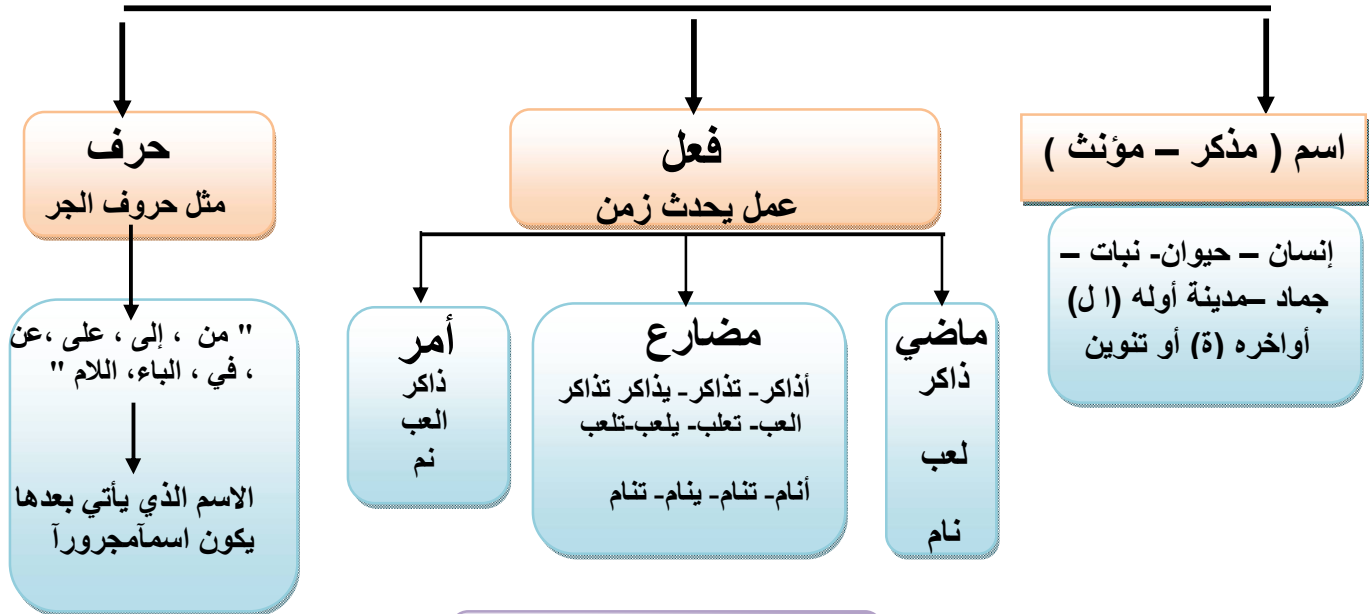 اسم ( مذكر – مؤنث )
إنسان – حيوان- نبات –
جماد –مدينة أوله (ا ل)
أواخره (ة) أو تنوين
فعل
عمل يحدث زمن
ماضي
ذاكر
لعب
نام
مضارع
أذاكر- تذاكر- يذاكر تذاكر
العب- تعلب- يلعب-تلعب
أنام- تنام- ينام- تنام
أمر
ذاكر
العب
نم
حرف
مثل حروف الجر
" من ، إلى ، على ،عن
، في ، الباء، اللام "
الاسم الذي يأتي بعدها
يكون اسمآمجرورآ